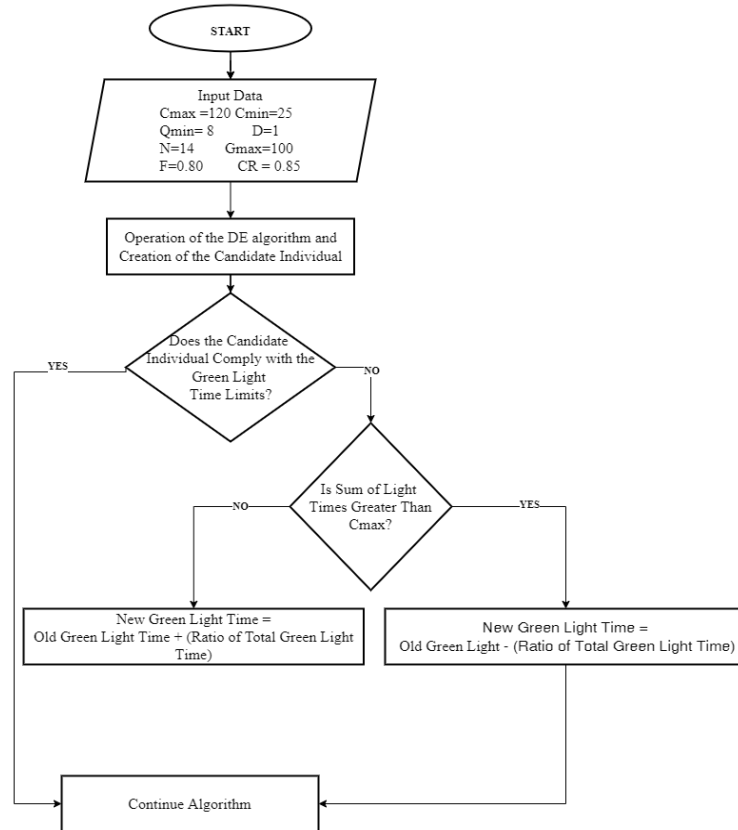 START
Input Data
Cmax =120 Cmin=25
Qmin= 8 D=1
N=14 Gmax=100
F=0.80 CR = 0.85
Operation of the DE algorithm and
Creation of the Candidate Individual
Does the Candidate
Individual Comply with the
Green Light
Time Limits?
YES
NO
Is Sum of Light
Times Greater Than
Cmax?
NO
YES
New Green Light Time =
Old Green Light Time + (Ratio of Total Green Light
Time)
New Green Light Time =
Old Green Light - (Ratio of Total Green Light Time)
Continue Algorithm